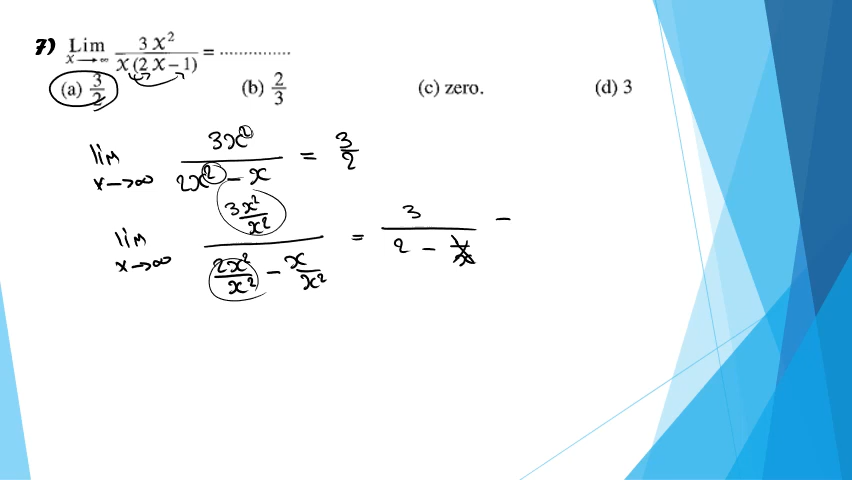 7) Lim x→∞ 3x² / x(2x−1) = ...............
(a) 3/2 (b) 2/3 (c) zero. (d) 3
lim x→∞ 3x² / 2x² − x = 3/2
lim x→∞ 3x²/x² / 2x²/x² − x/x² = 3 / 2 − 1/x =